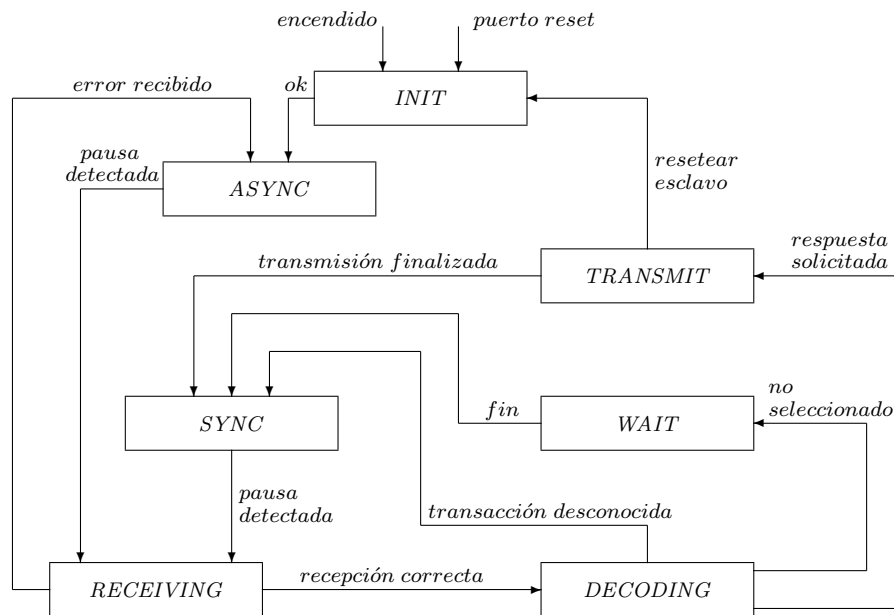 encendido
puerto reset
error recibido
ok
INIT
pausa
detectada
ASYNC
resetear
esclavo
respuesta
solicitada
transmisión finalizada
TRANSMIT
no
seleccionado
fin
SYNC
WAIT
pausa
detectada
transacción desconocida
RECEIVING
recepción correcta
DECODING